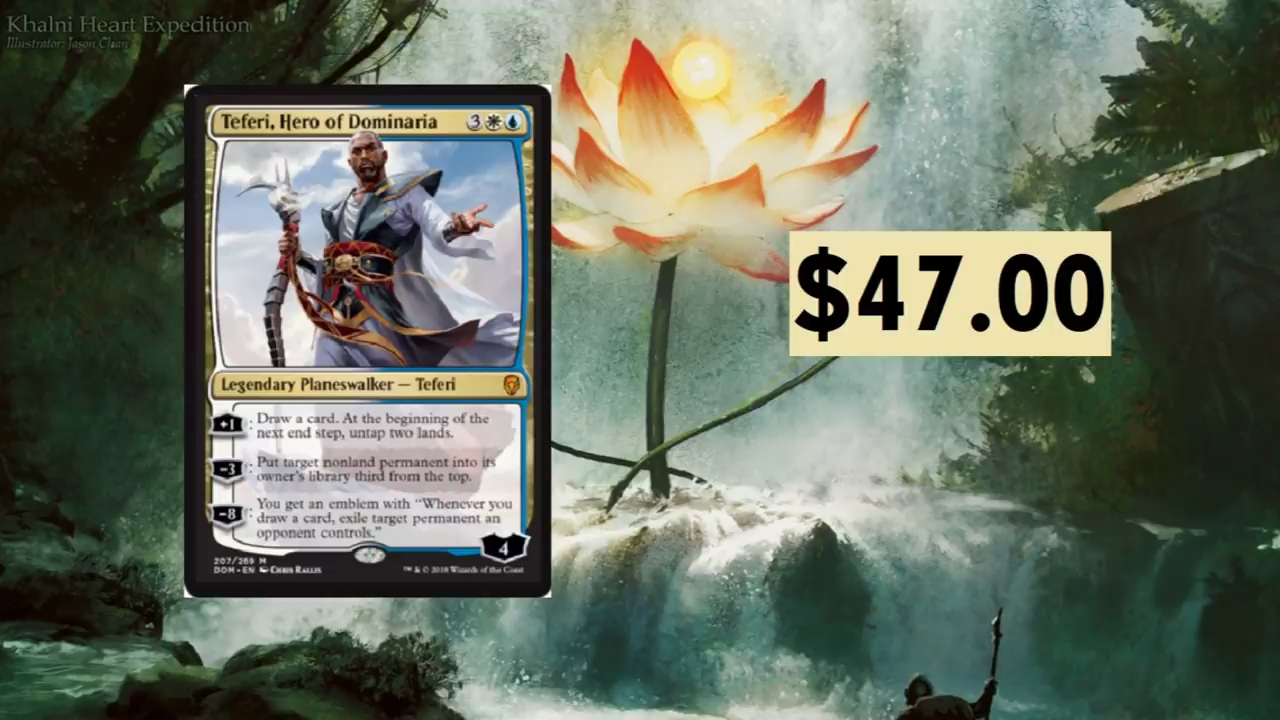 Khalni Heart Expedition
Illustrator: Jason Chan
Teferi, Hero of Dominaria 3
$47.00
Legendary Planeswalker — Teferi
+1: Draw a card. At the beginning of the
next end step, untap two lands.
-3: Put target nonland permanent into its
owner's library third from the top.
-8: You get an emblem with "Whenever you
draw a card, exile target permanent an
opponent controls."
4
207/269 M
DOM • EN Chris Rallis
™ & © 2018 Wizards of the Coast